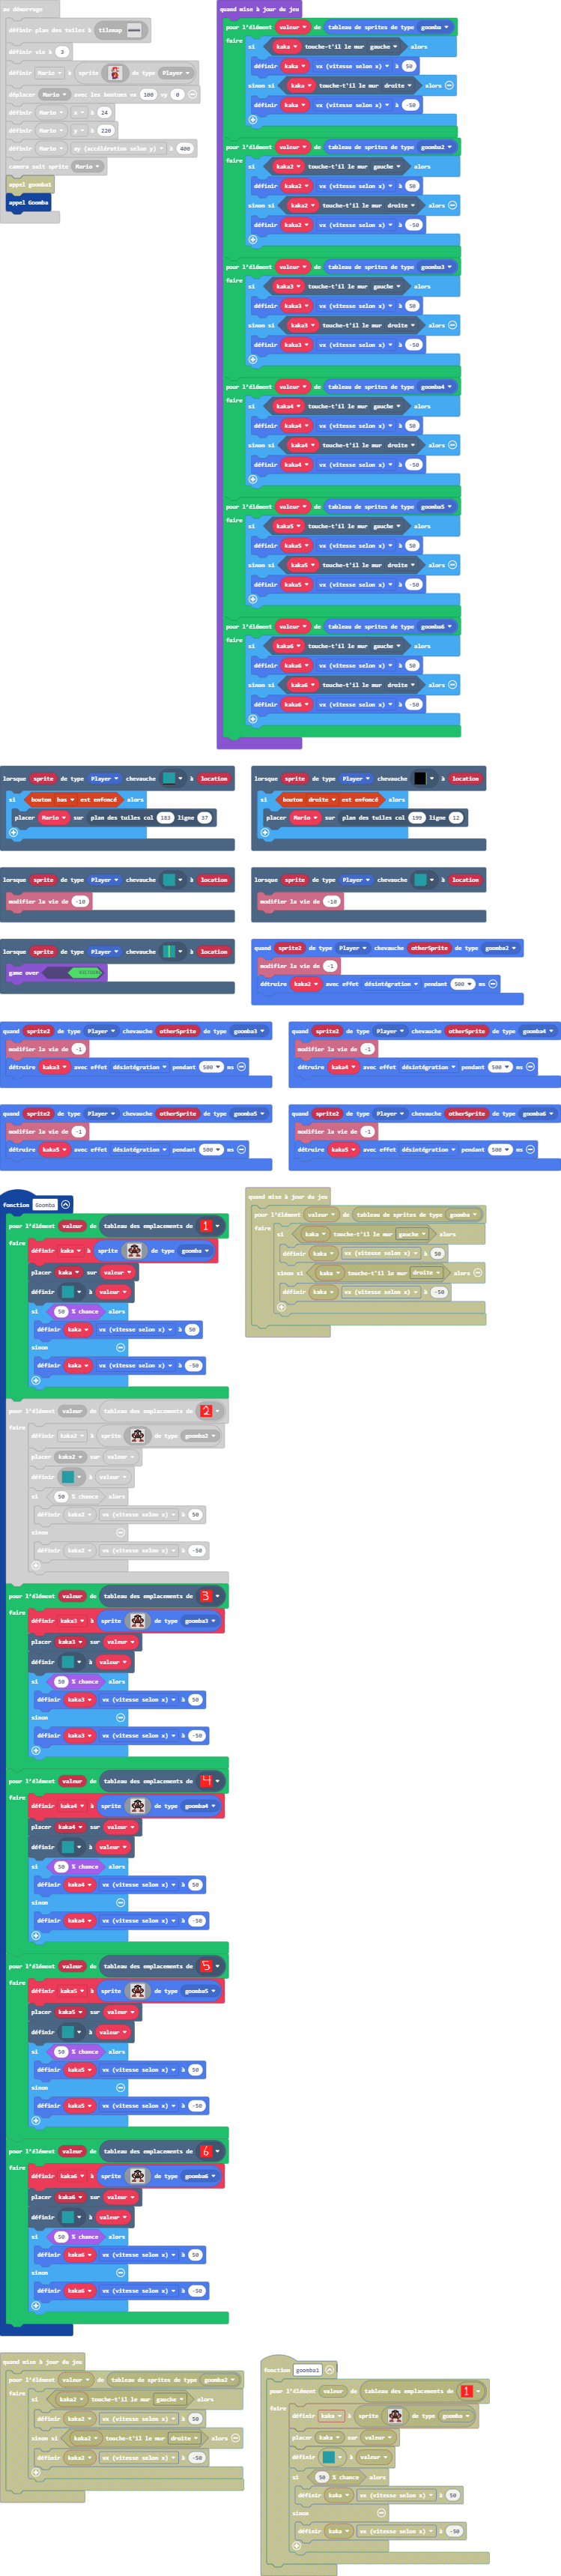 au démarrage
définir plan des tuiles à tilemap
définir vie à 3
définir Mario à sprite de type Player
déplacer Mario avec les boutons vx 100 vy 0
définir Mario x à 24
définir Mario y à 220
définir Mario ay (accélération selon y) à 400
camera suit sprite Mario
appel goomba1
appel Goomba
quand mise à jour du jeu
pour l'élément valeur de tableau de sprites de type goomba
faire
si kaka touche-t'il le mur gauche alors
définir kaka vx (vitesse selon x) à 50
sinon si kaka touche-t'il le mur droite alors
définir kaka vx (vitesse selon x) à -50
pour l'élément valeur de tableau de sprites de type goomba2
faire
si kaka2 touche-t'il le mur gauche alors
définir kaka2 vx (vitesse selon x) à 50
sinon si kaka2 touche-t'il le mur droite alors
définir kaka2 vx (vitesse selon x) à -50
pour l'élément valeur de tableau de sprites de type goomba3
faire
si kaka3 touche-t'il le mur gauche alors
définir kaka3 vx (vitesse selon x) à 50
sinon si kaka3 touche-t'il le mur droite alors
définir kaka3 vx (vitesse selon x) à -50
pour l'élément valeur de tableau de sprites de type goomba4
faire
si kaka4 touche-t'il le mur gauche alors
définir kaka4 vx (vitesse selon x) à 50
sinon si kaka4 touche-t'il le mur droite alors
définir kaka4 vx (vitesse selon x) à -50
pour l'élément valeur de tableau de sprites de type goomba5
faire
si kaka5 touche-t'il le mur gauche alors
définir kaka5 vx (vitesse selon x) à 50
sinon si kaka5 touche-t'il le mur droite alors
définir kaka5 vx (vitesse selon x) à -50
pour l'élément valeur de tableau de sprites de type goomba6
faire
si kaka6 touche-t'il le mur gauche alors
définir kaka6 vx (vitesse selon x) à 50
sinon si kaka6 touche-t'il le mur droite alors
définir kaka6 vx (vitesse selon x) à -50
lorsque sprite de type Player chevauche à location
si bouton bas est enfoncé alors
placer Mario sur plan des tuiles col 183 ligne 37
lorsque sprite de type Player chevauche à location
si bouton droite est enfoncé alors
placer Mario sur plan des tuiles col 199 ligne 12
lorsque sprite de type Player chevauche à location
modifier la vie de -10
lorsque sprite de type Player chevauche à location
modifier la vie de -10
lorsque sprite de type Player chevauche à location
game over VICTOIRE
quand sprite2 de type Player chevauche otherSprite de type goomba2
modifier la vie de -1
détruire kaka2 avec effet désintégration pendant 500 ms
quand sprite2 de type Player chevauche otherSprite de type goomba3
modifier la vie de -1
détruire kaka3 avec effet désintégration pendant 500 ms
quand sprite2 de type Player chevauche otherSprite de type goomba4
modifier la vie de -1
détruire kaka4 avec effet désintégration pendant 500 ms
quand sprite2 de type Player chevauche otherSprite de type goomba5
modifier la vie de -1
détruire kaka5 avec effet désintégration pendant 500 ms
quand sprite2 de type Player chevauche otherSprite de type goomba6
modifier la vie de -1
détruire kaka5 avec effet désintégration pendant 500 ms
fonction Goomba
pour l'élément valeur de tableau des emplacements de 1
faire
définir kaka à sprite de type goomba
placer kaka sur valeur
définir à valeur
si 50 % chance alors
définir kaka vx (vitesse selon x) à 50
sinon
définir kaka vx (vitesse selon x) à -50
pour l'élément valeur de tableau des emplacements de 2
faire
définir kaka2 à sprite de type goomba2
placer kaka2 sur valeur
définir à valeur
si 50 % chance alors
définir kaka2 vx (vitesse selon x) à 50
sinon
définir kaka2 vx (vitesse selon x) à -50
pour l'élément valeur de tableau des emplacements de 3
faire
définir kaka3 à sprite de type goomba3
placer kaka3 sur valeur
définir à valeur
si 50 % chance alors
définir kaka3 vx (vitesse selon x) à 50
sinon
définir kaka3 vx (vitesse selon x) à -50
pour l'élément valeur de tableau des emplacements de 4
faire
définir kaka4 à sprite de type goomba4
placer kaka4 sur valeur
définir à valeur
si 50 % chance alors
définir kaka4 vx (vitesse selon x) à 50
sinon
définir kaka4 vx (vitesse selon x) à -50
pour l'élément valeur de tableau des emplacements de 5
faire
définir kaka5 à sprite de type goomba5
placer kaka5 sur valeur
définir à valeur
si 50 % chance alors
définir kaka5 vx (vitesse selon x) à 50
sinon
définir kaka5 vx (vitesse selon x) à -50
pour l'élément valeur de tableau des emplacements de 6
faire
définir kaka6 à sprite de type goomba6
placer kaka6 sur valeur
définir à valeur
si 50 % chance alors
définir kaka6 vx (vitesse selon x) à 50
sinon
définir kaka6 vx (vitesse selon x) à -50
quand mise à jour du jeu
pour l'élément valeur de tableau de sprites de type goomba
faire
si kaka touche-t'il le mur gauche alors
définir kaka vx (vitesse selon x) à 50
sinon si kaka touche-t'il le mur droite alors
définir kaka vx (vitesse selon x) à -50
quand mise à jour du jeu
pour l'élément valeur de tableau de sprites de type goomba2
faire
si kaka2 touche-t'il le mur gauche alors
définir kaka2 vx (vitesse selon x) à 50
sinon si kaka2 touche-t'il le mur droite alors
définir kaka2 vx (vitesse selon x) à -50
fonction goomba1
pour l'élément valeur de tableau des emplacements de 1
faire
définir kaka à sprite de type goomba
placer kaka sur valeur
définir à valeur
si 50 % chance alors
définir kaka vx (vitesse selon x) à 50
sinon
définir kaka vx (vitesse selon x) à -50